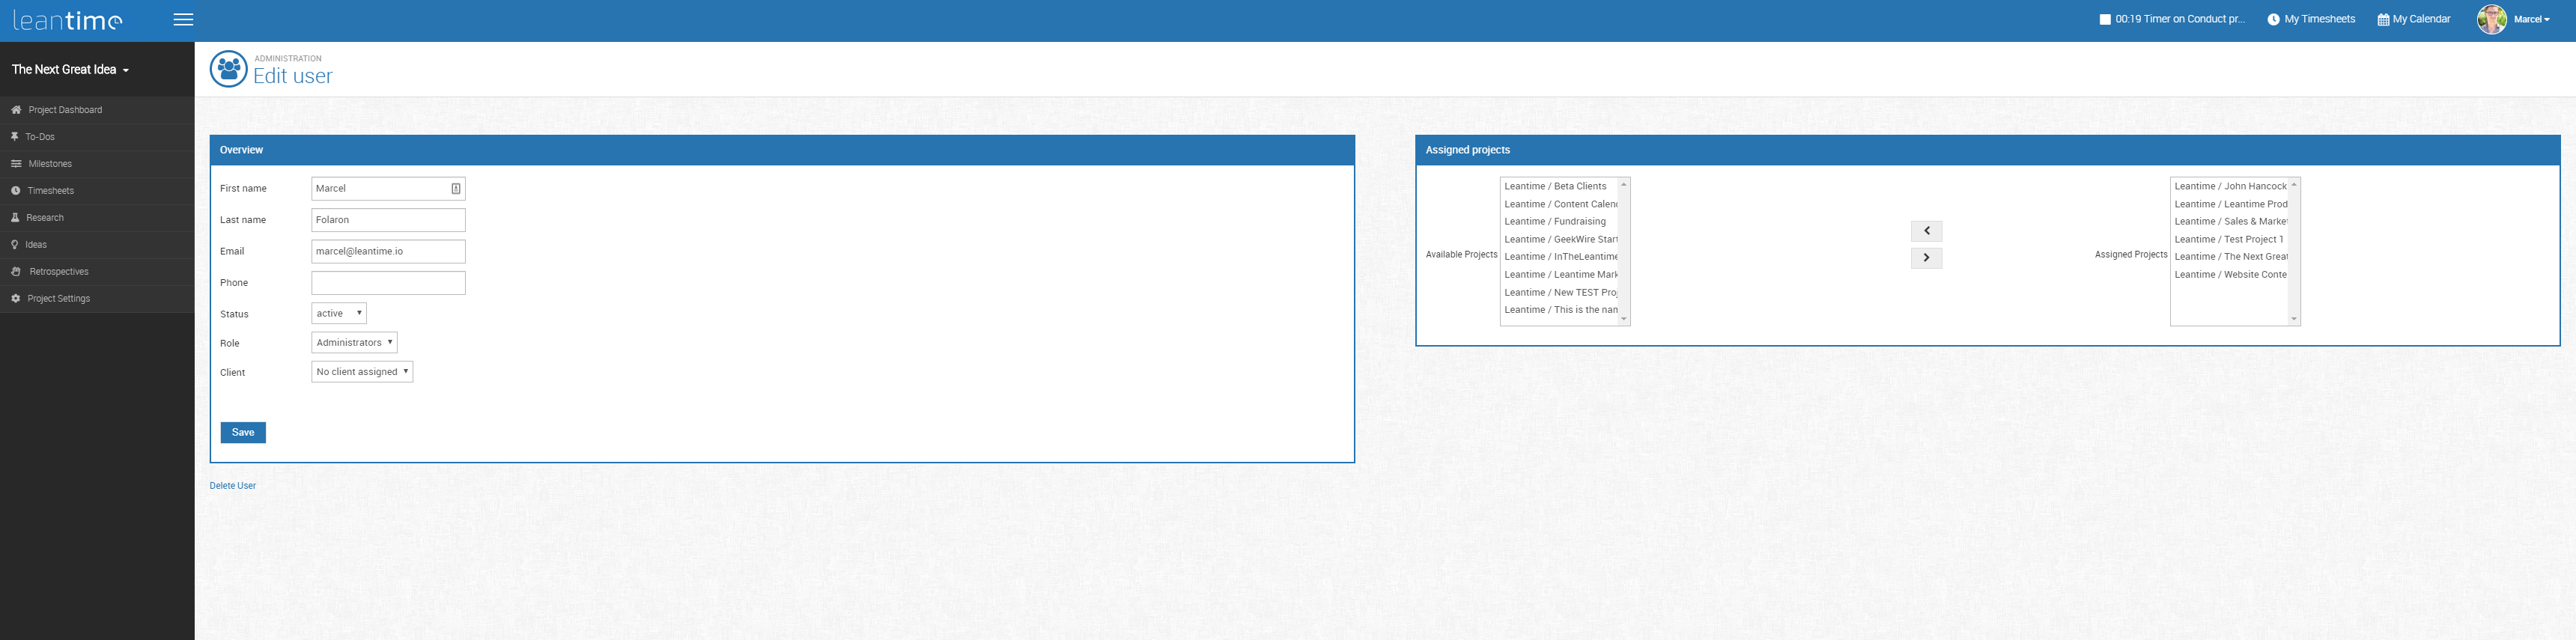 leantime
00:19 Timer on Conduct pr...
My Timesheets
My Calendar
Marcel
The Next Great Idea
ADMINISTRATION
Edit user
Project Dashboard
To-Dos
Milestones
Timesheets
Research
Ideas
Retrospectives
Project Settings
Overview
First name
Marcel
Last name
Folaron
Email
marcel@leantime.io
Phone
Status
active
Role
Administrators
Client
No client assigned
Save
Delete User
Assigned projects
Available Projects
Leantime / Beta Clients
Leantime / Content Calend
Leantime / Fundraising
Leantime / GeekWire Start
Leantime / InTheLeantime
Leantime / Leantime Mark
Leantime / New TEST Proj
Leantime / This is the nam
Assigned Projects
Leantime / John Hancock
Leantime / Leantime Prod
Leantime / Sales & Market
Leantime / Test Project 1
Leantime / The Next Great
Leantime / Website Conte